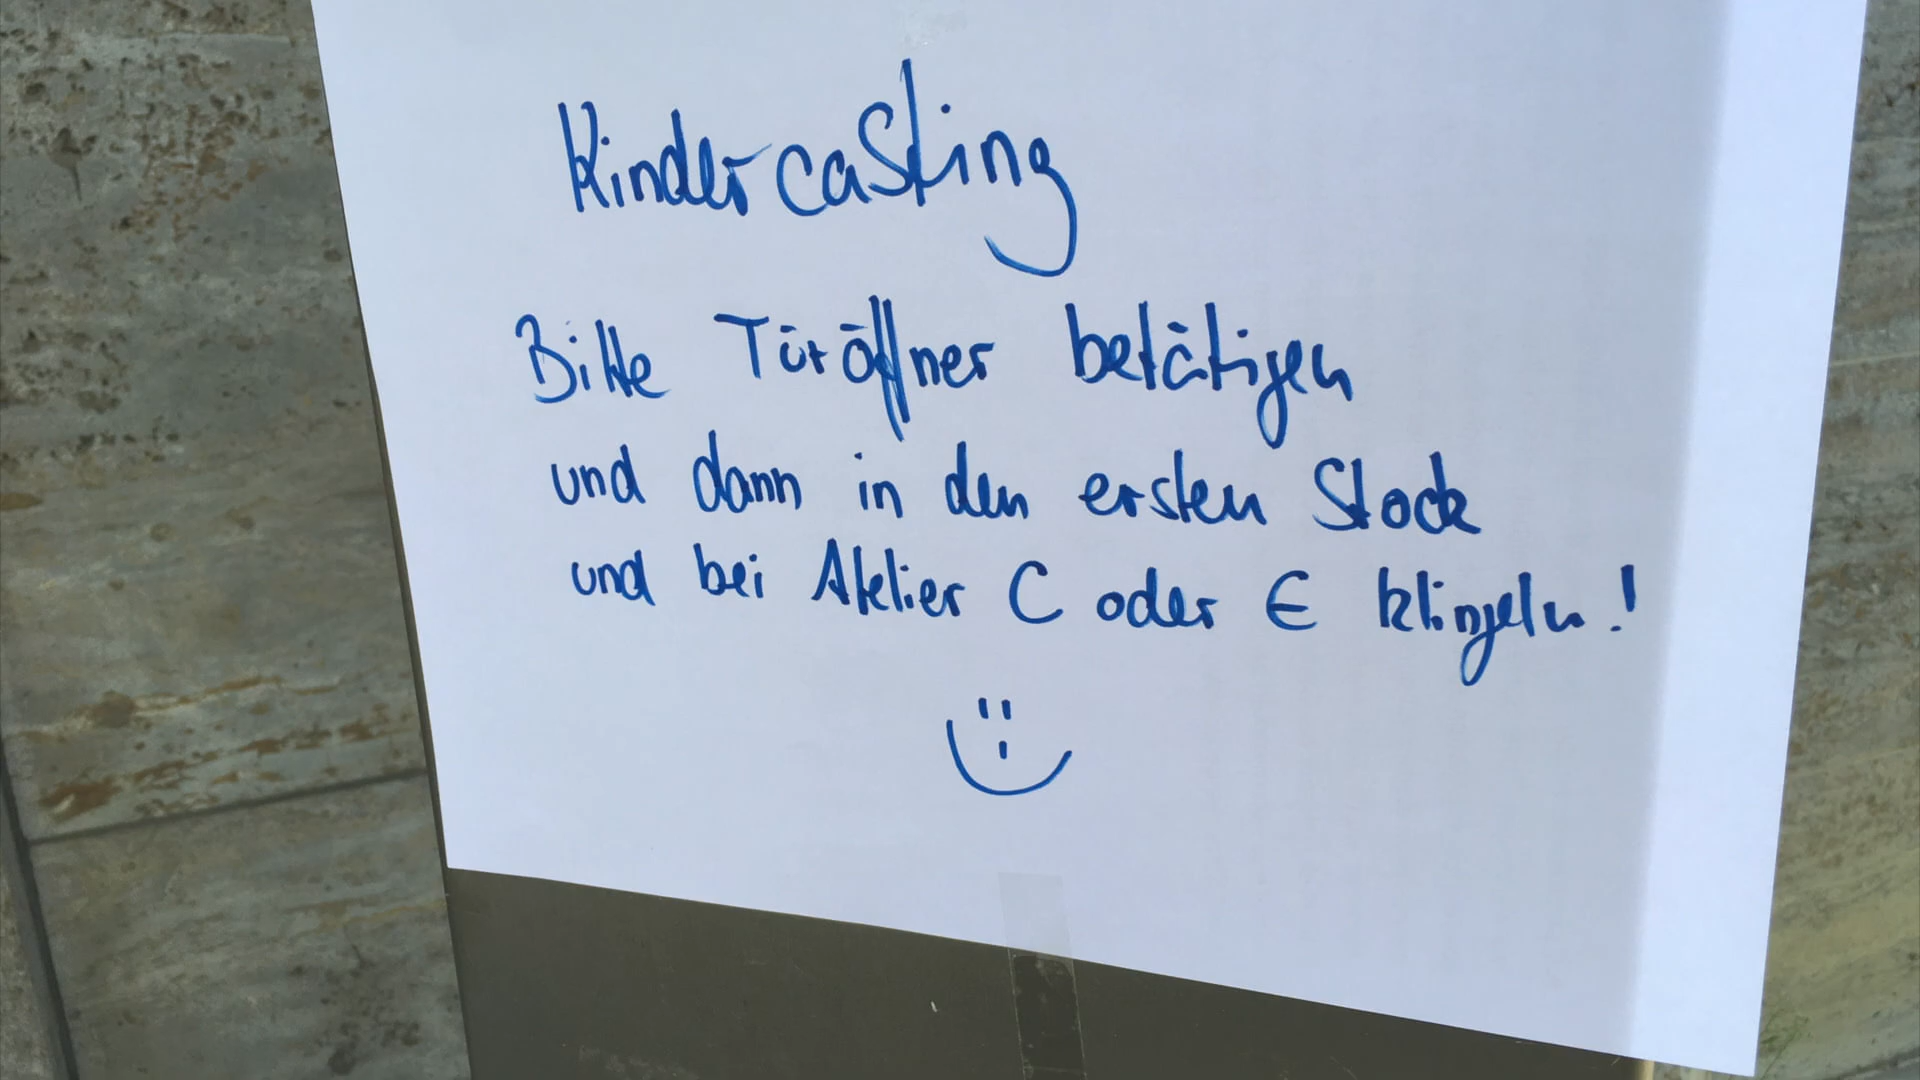 Kindercasting
Bitte Türöffner betätigen
und dann in den ersten Stock
und bei Atelier C oder E klingeln!